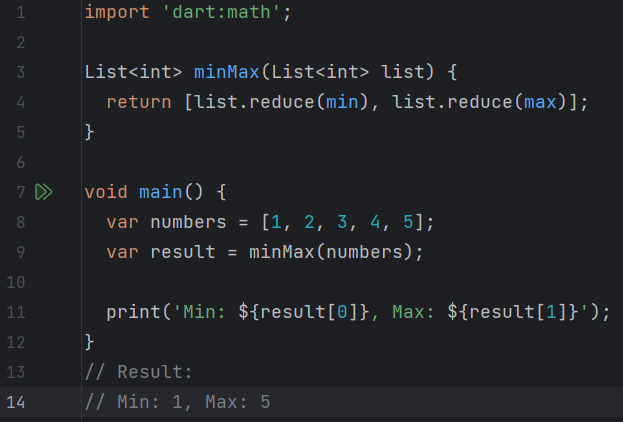 1 import 'dart:math';
2
3 List<int> minMax(List<int> list) {
4   return [list.reduce(min), list.reduce(max)];
5 }
6
7 void main() {
8   var numbers = [1, 2, 3, 4, 5];
9   var result = minMax(numbers);
10
11   print('Min: ${result[0]}, Max: ${result[1]}');
12 }
13 // Result:
14 // Min: 1, Max: 5